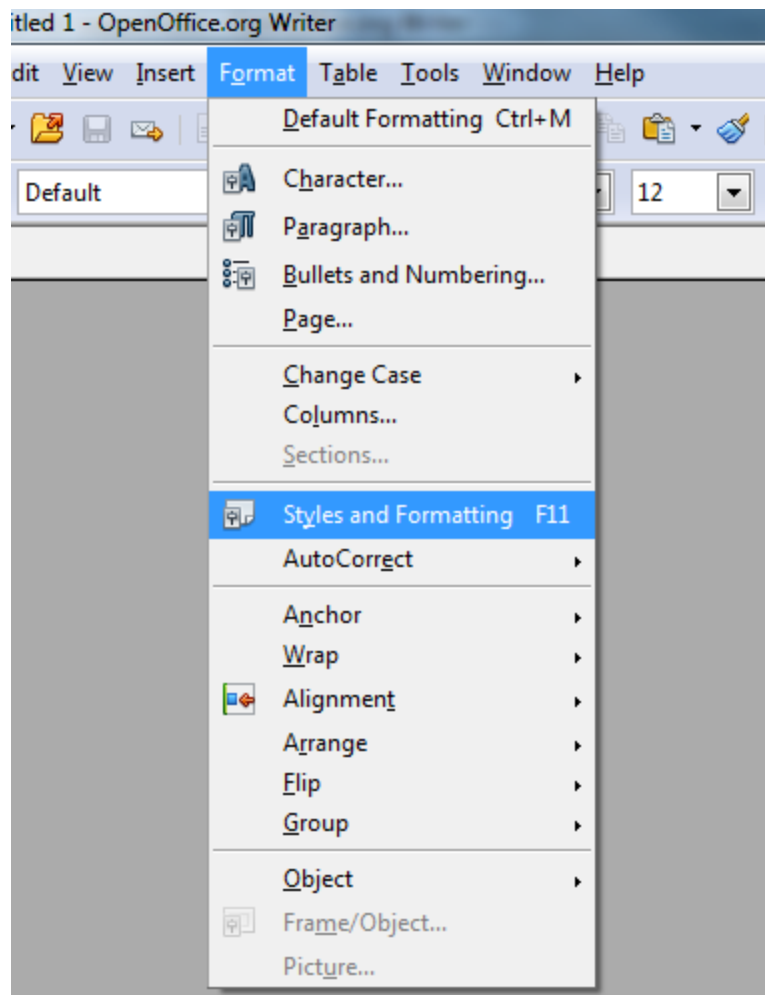 itled 1 - OpenOffice.org Writer
dit View Insert Format Table Tools Window Help
Default 12
Default Formatting Ctrl+M
Character...
Paragraph...
Bullets and Numbering...
Page...
Change Case
Columns...
Sections...
Styles and Formatting F11
AutoCorrect
Anchor
Wrap
Alignment
Arrange
Flip
Group
Object
Frame/Object...
Picture...